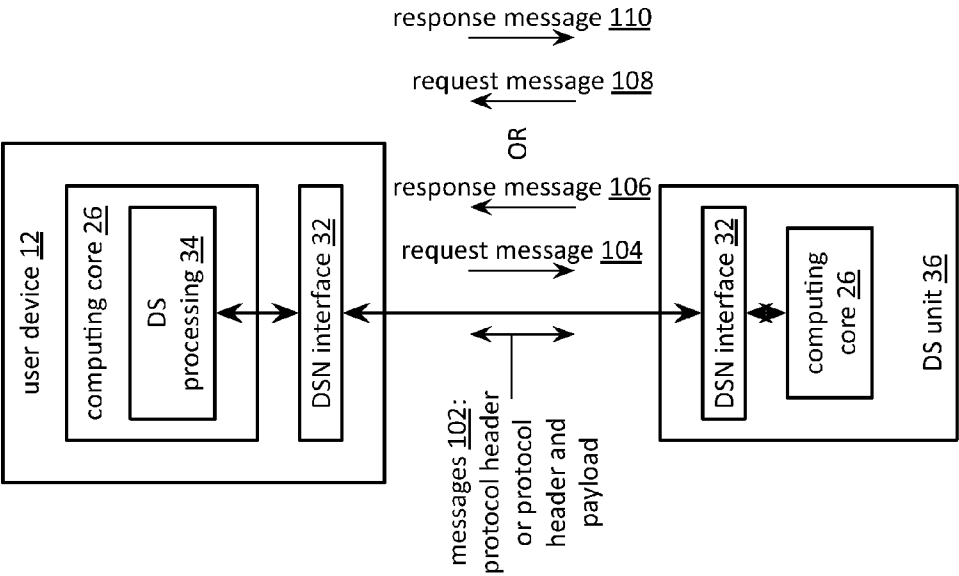 response message 110
request message 108
OR
response message 106
request message 104
user device 12
computing core 26
DS
processing 34
DSN interface 32
messages 102:
protocol header
or protocol
header and
payload
DSN interface 32
computing
core 26
DS unit 36